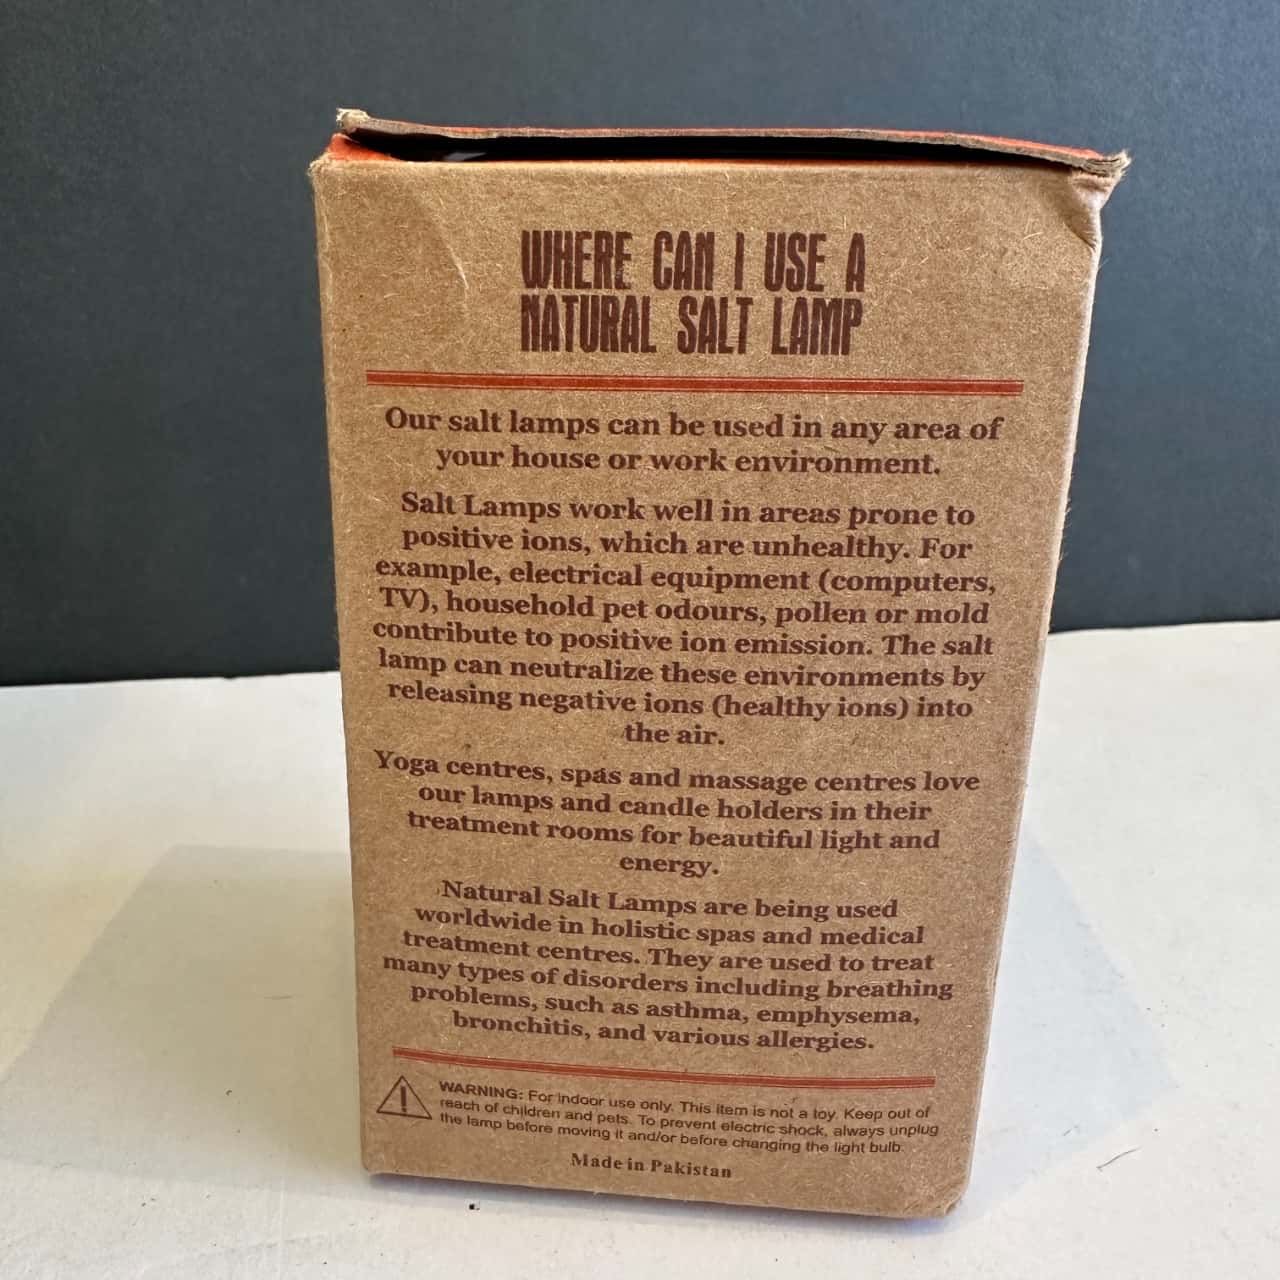 WHERE CAN I USE A
NATURAL SALT LAMP
Our salt lamps can be used in any area of
your house or work environment.
Salt Lamps work well in areas prone to
positive ions, which are unhealthy. For
example, electrical equipment (computers,
TV), household pet odours, pollen or mold
contribute to positive ion emission. The salt
lamp can neutralize these environments by
releasing negative ions (healthy ions) into
the air.
Yoga centres, spas and massage centres love
our lamps and candle holders in their
treatment rooms for beautiful light and
energy.
Natural Salt Lamps are being used
worldwide in holistic spas and medical
treatment centres. They are used to treat
many types of disorders including breathing
problems, such as asthma, emphysema,
bronchitis, and various allergies.
WARNING: For indoor use only. This item is not a toy. Keep out of
reach of children and pets. To prevent electric shock, always unplug
the lamp before moving it and/or before changing the light bulb.
Made in Pakistan